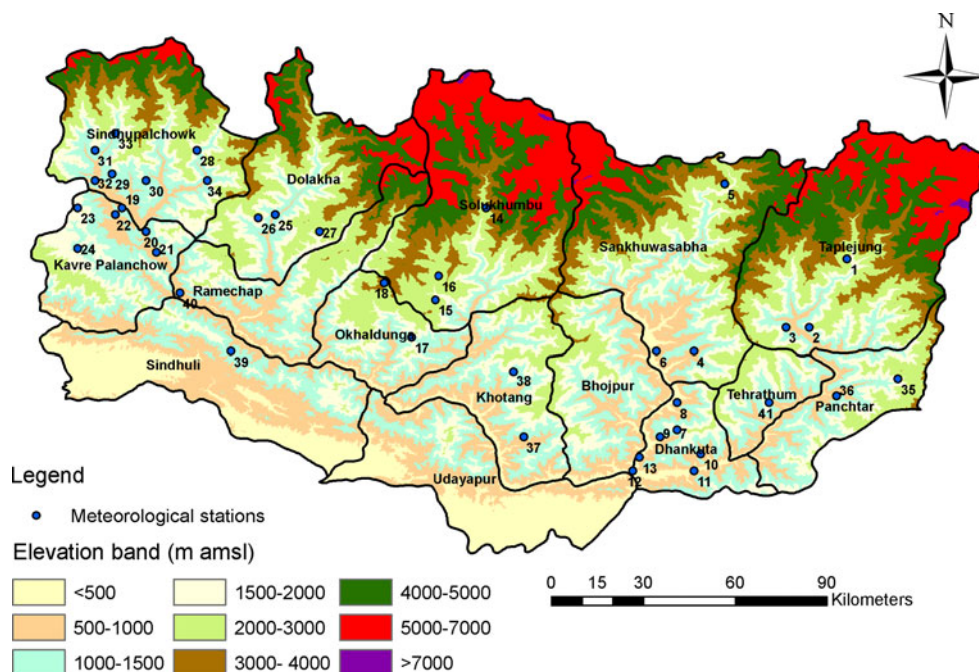 N
Sindhupalchowk
33
31
28
29
32
30
34
19
23
22
20
21
24
Kavre Palanchow
Dolakha
26
25
27
Ramechap
40
Solukhumbu
14
16
18
15
Okhaldunga
17
Sankhuwasabha
5
Taplejung
1
3
2
6
4
Sindhuli
39
38
Khotang
37
Bhojpur
8
9
7
Dhankuta
10
13
12
11
Tehrathum
41
36
35
Panchtar
Udayapur
Legend
Meteorological stations
Elevation band (m amsl)
<500
1500-2000
4000-5000
500-1000
2000-3000
5000-7000
1000-1500
3000- 4000
>7000
0 15 30 60 90
Kilometers